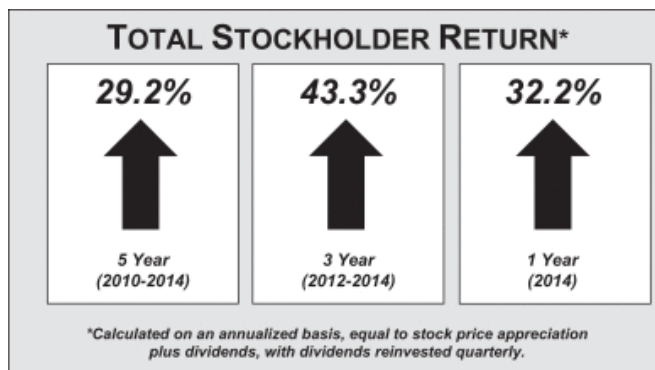 TOTAL STOCKHOLDER RETURN*
29.2%
43.3%
32.2%
5 Year
(2010-2014)
3 Year
(2012-2014)
1 Year
(2014)
*Calculated on an annualized basis, equal to stock price appreciation
plus dividends, with dividends reinvested quarterly.